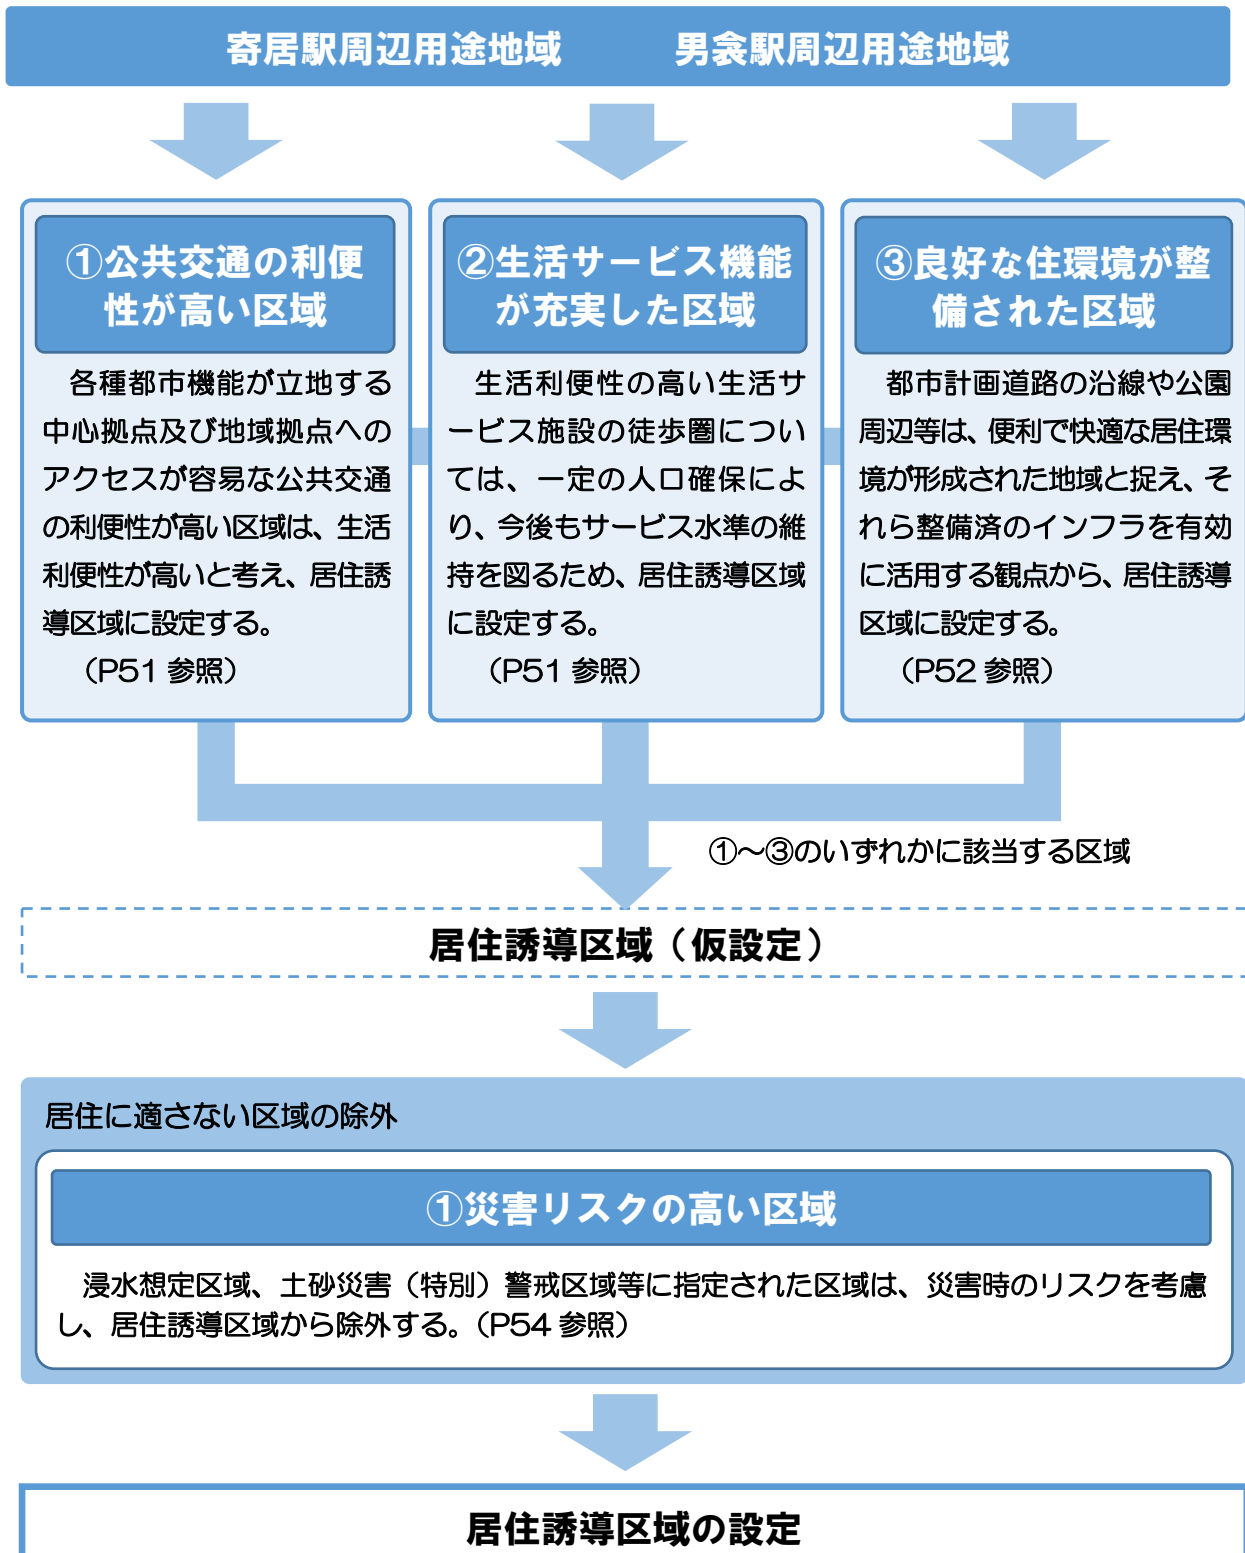 寄居駅周辺用途地域　男衾駅周辺用途地域
①公共交通の利便
性が高い区域
各種都市機能が立地する
中心拠点及び地域拠点への
アクセスが容易な公共交通
の利便性が高い区域は、生活
利便性が高いと考え、居住誘
導区域に設定する。
（P51 参照）
②生活サービス機能
が充実した区域
生活利便性の高い生活サ
ービス施設の徒歩圏につい
ては、一定の人口確保によ
り、今後もサービス水準の維
持を図るため、居住誘導区域
に設定する。
（P51 参照）
③良好な住環境が整
備された区域
都市計画道路の沿線や公園
周辺等は、便利で快適な居住環
境が形成された地域と捉え、そ
れら整備済のインフラを有効
に活用する観点から、居住誘導
区域に設定する。
（P52 参照）
①～③のいずれかに該当する区域
居住誘導区域（仮設定）
居住に適さない区域の除外
①災害リスクの高い区域
浸水想定区域、土砂災害（特別）警戒区域等に指定された区域は、災害時のリスクを考慮
し、居住誘導区域から除外する。（P54 参照）
居住誘導区域の設定